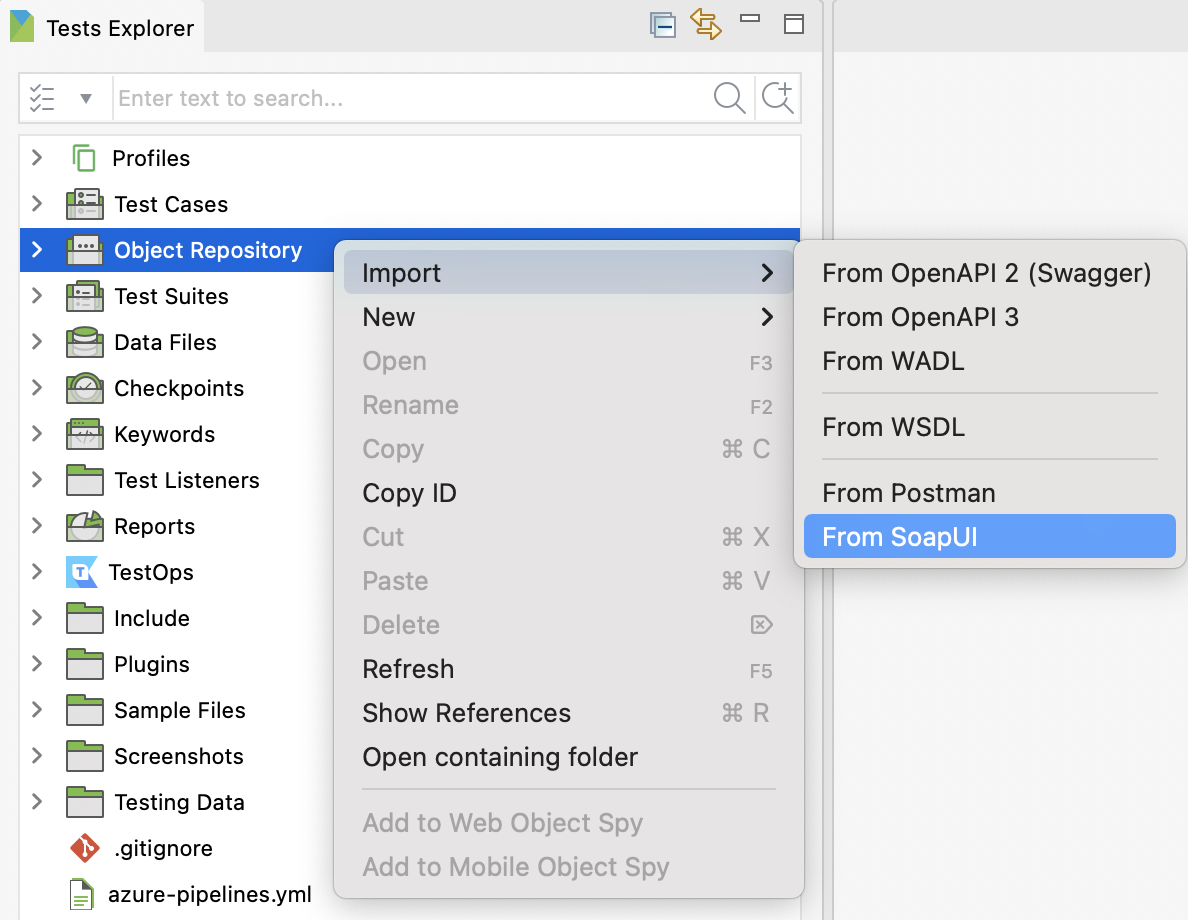 Tests Explorer
Enter text to search...
Profiles
Test Cases
Object Repository
Test Suites
Data Files
Checkpoints
Keywords
Test Listeners
Reports
TestOps
Include
Plugins
Sample Files
Screenshots
Testing Data
.gitignore
azure-pipelines.yml
Import
New
Open F3
Rename F2
Copy ⌘ C
Copy ID
Cut ⌘ X
Paste ⌘ V
Delete ⌦
Refresh F5
Show References ⌘ R
Open containing folder
Add to Web Object Spy
Add to Mobile Object Spy
From OpenAPI 2 (Swagger)
From OpenAPI 3
From WADL
From WSDL
From Postman
From SoapUI